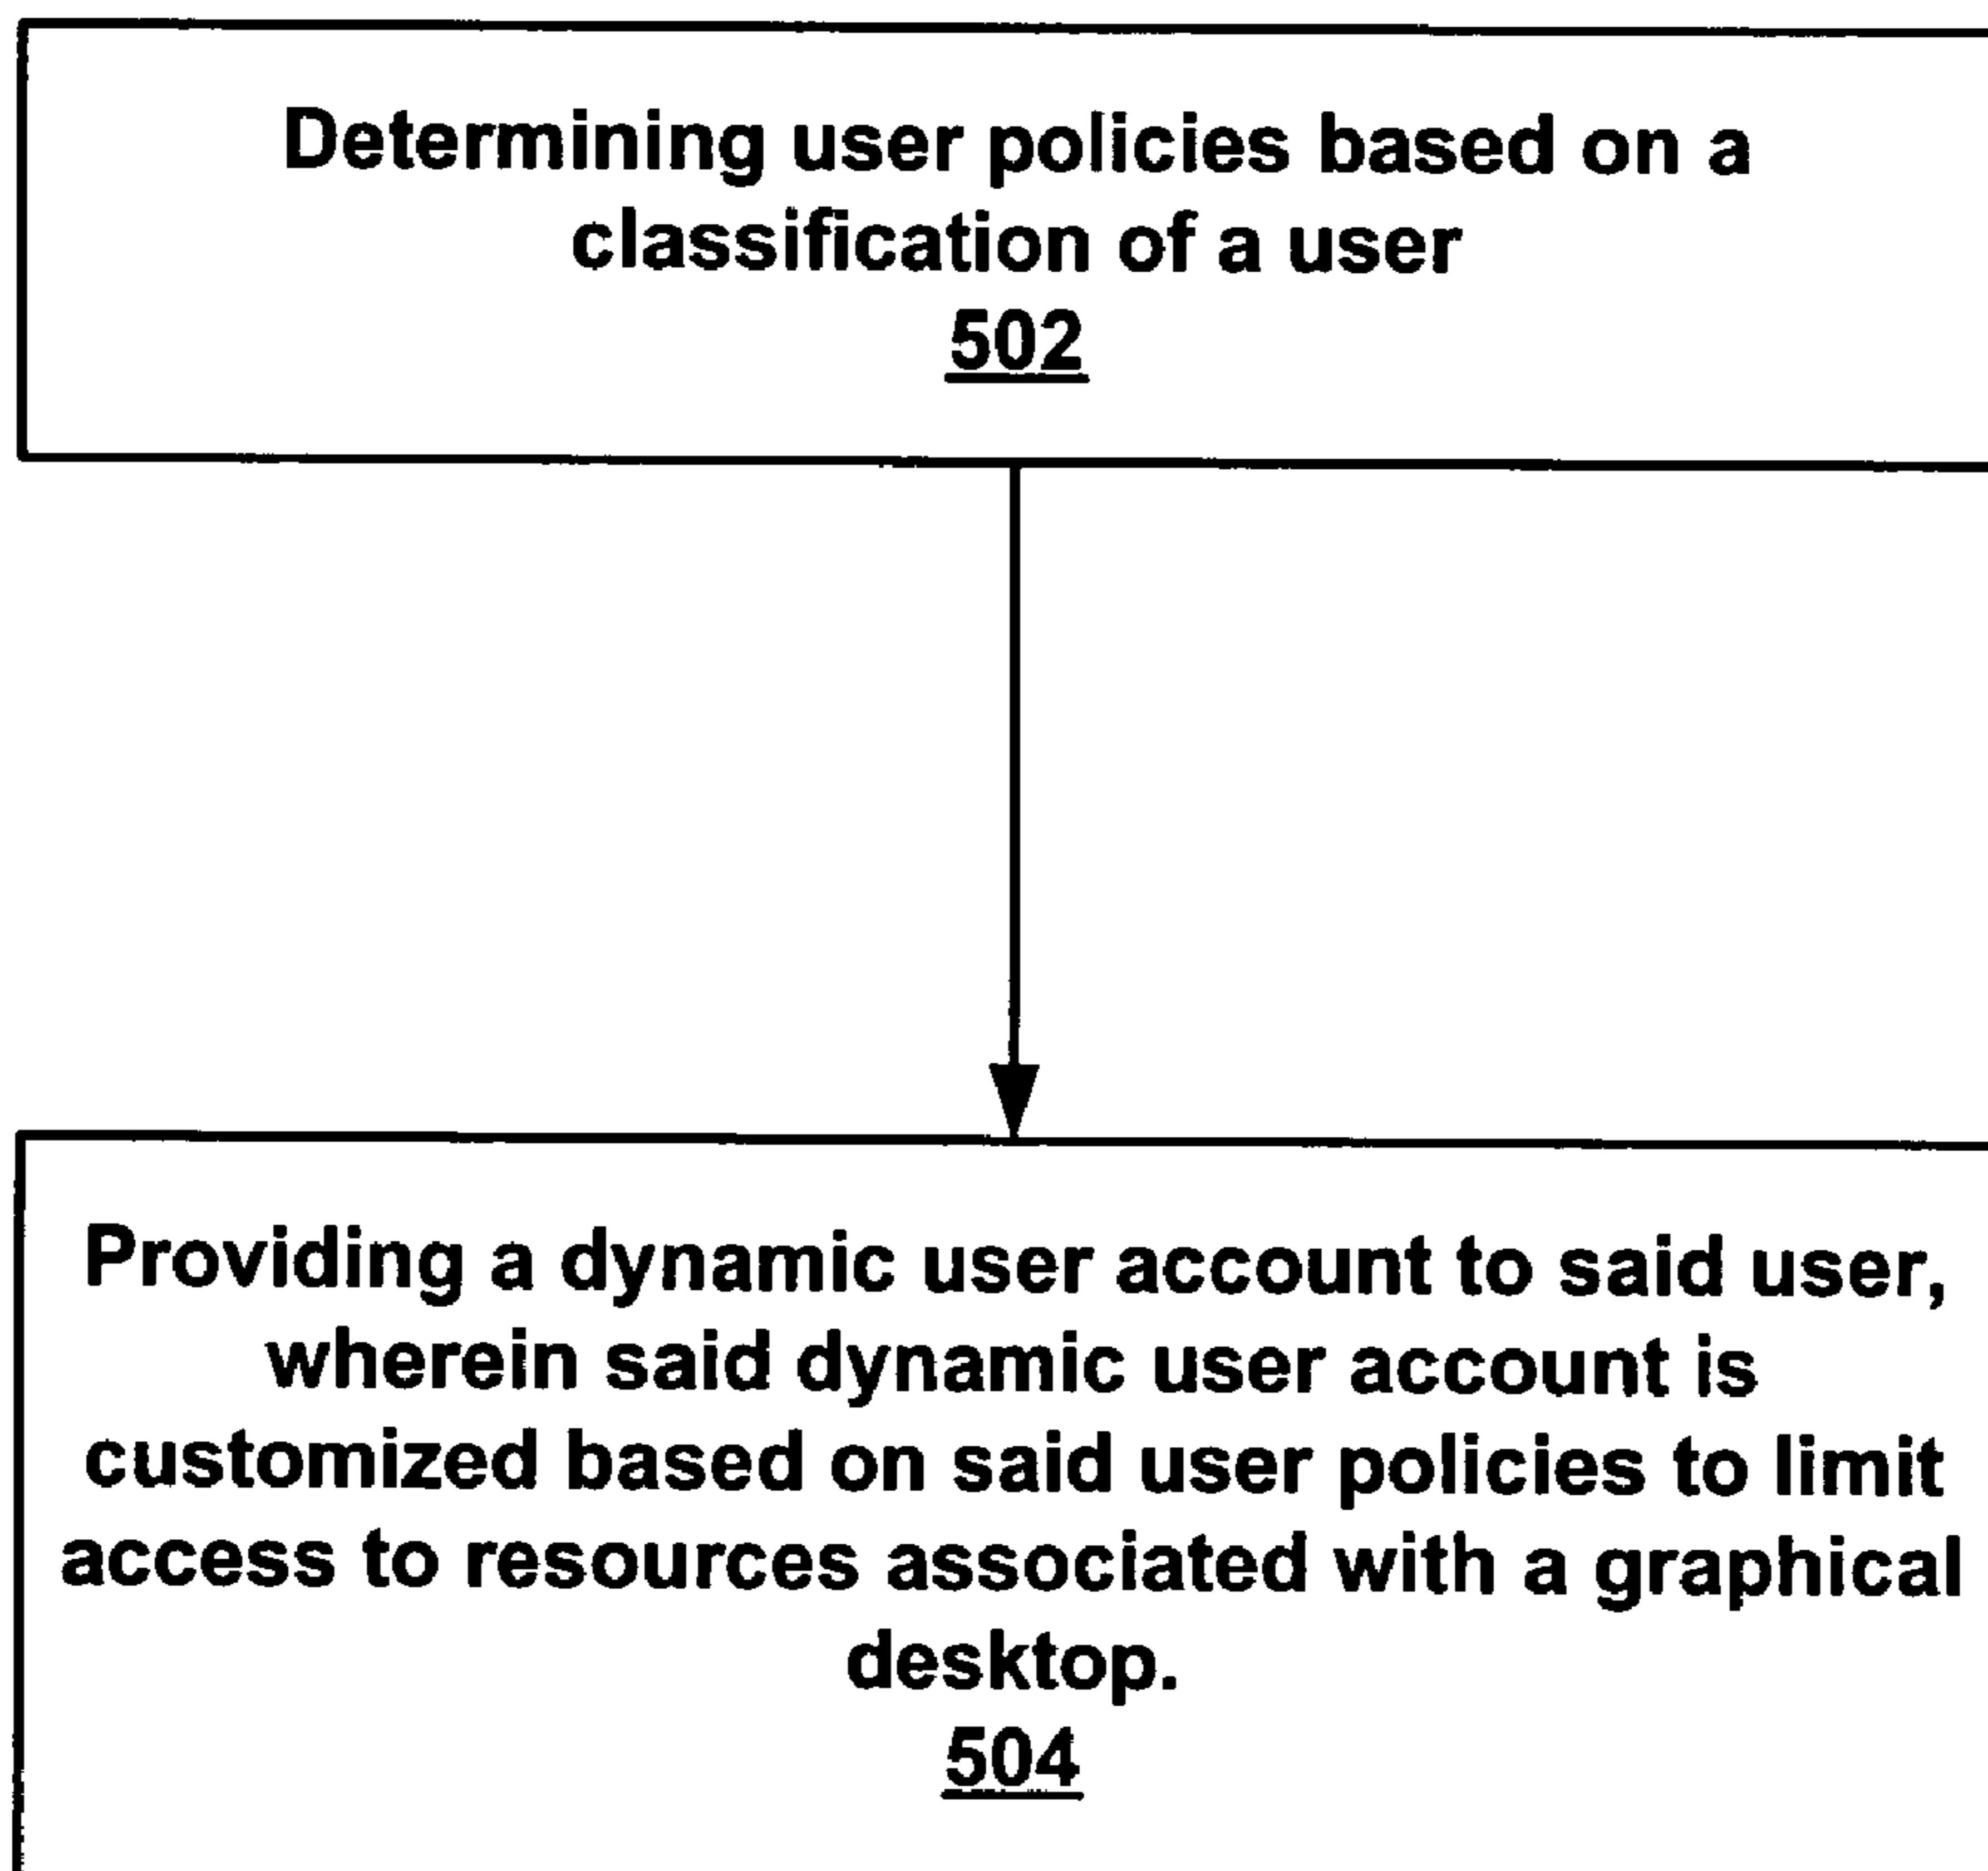 Determining user policies based on a
classification of a user
502
Providing a dynamic user account to said user,
wherein said dynamic user account is
customized based on said user policies to limit
access to resources associated with a graphical
desktop.
504